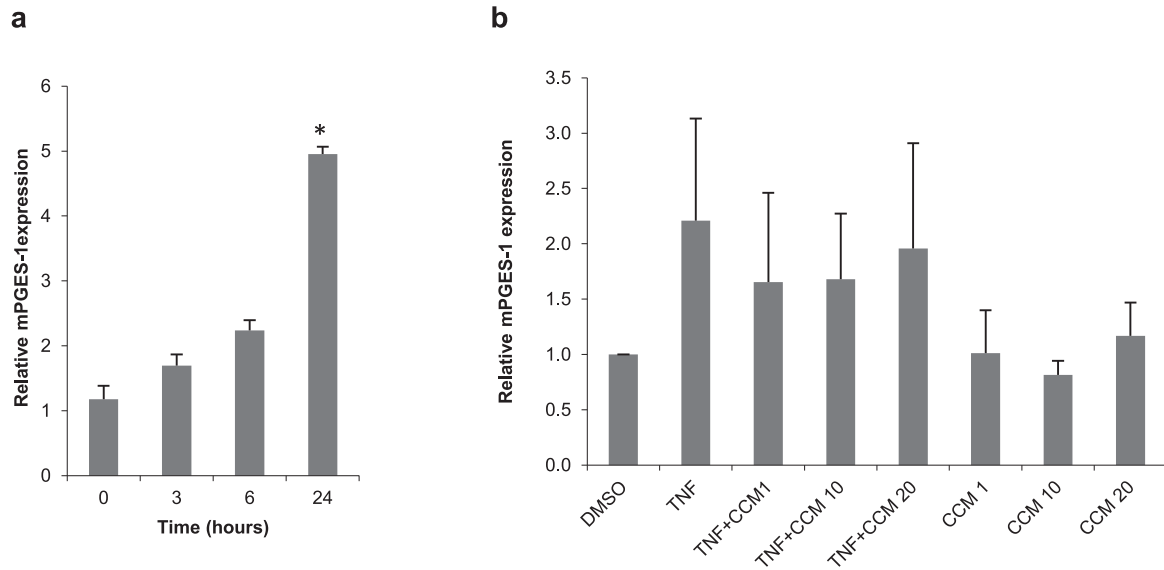 a
6
5
4
3
2
1
0
*
Relative mPGES-1expression
0 3 6 24
Time (hours)
b
3.5
3.0
2.5
2.0
1.5
1.0
0.5
0.0
Relative mPGES-1 expression
DMSO
TNF
TNF+CCM1
TNF+CCM 10
TNF+CCM 20
CCM 1
CCM 10
CCM 20